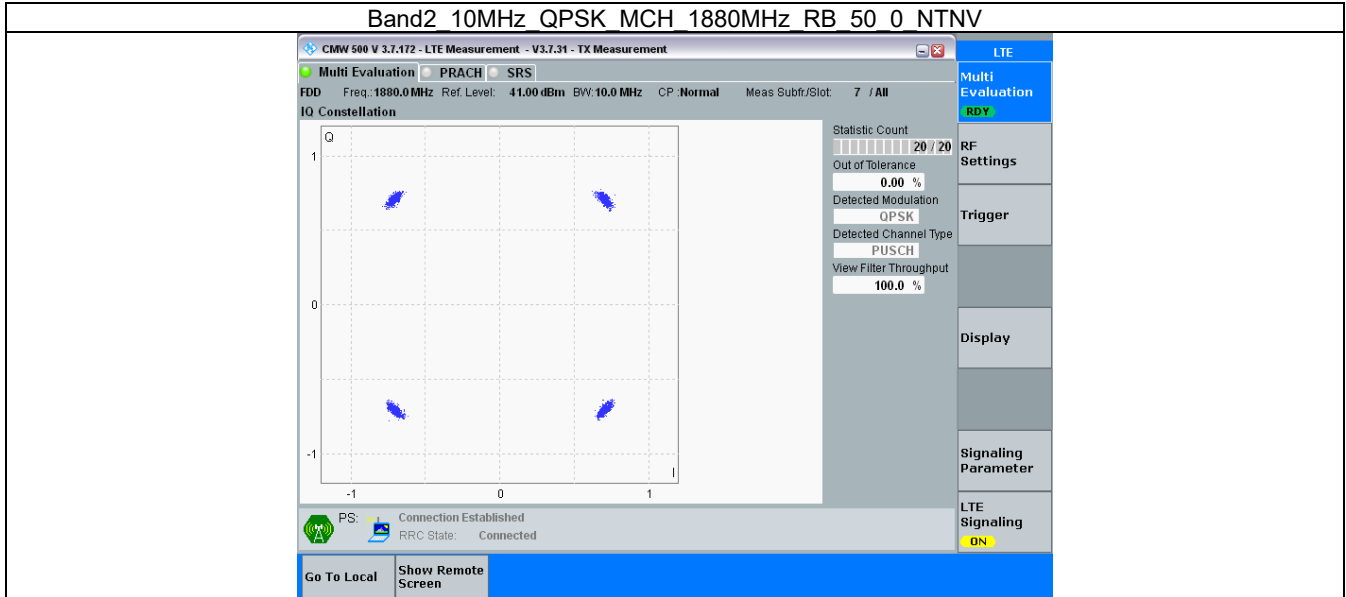 Band2_10MHz_QPSK_MCH_1880MHz_RB_50_0_NTNV
CMW 500 V 3.7.172 - LTE Measurement - V3.7.31 - TX Measurement
LTE
Multi Evaluation PRACH SRS
Multi
Evaluation
RDY
FDD Freq.:1880.0 MHz Ref. Level: 41.00 dBm BW:10.0 MHz CP :Normal Meas Subfr/Slot: 7 / All
IQ Constellation
Q
1
0
-1
I
-1 0 1
Statistic Count
20 / 20
Out of Tolerance
0.00 %
Detected Modulation
QPSK
Detected Channel Type
PUSCH
View Filter Throughput
100.0 %
RF
Settings
Trigger
Display
Signaling
Parameter
LTE
Signaling
ON
PS: Connection Established
RRC State: Connected
Go To Local
Show Remote
Screen